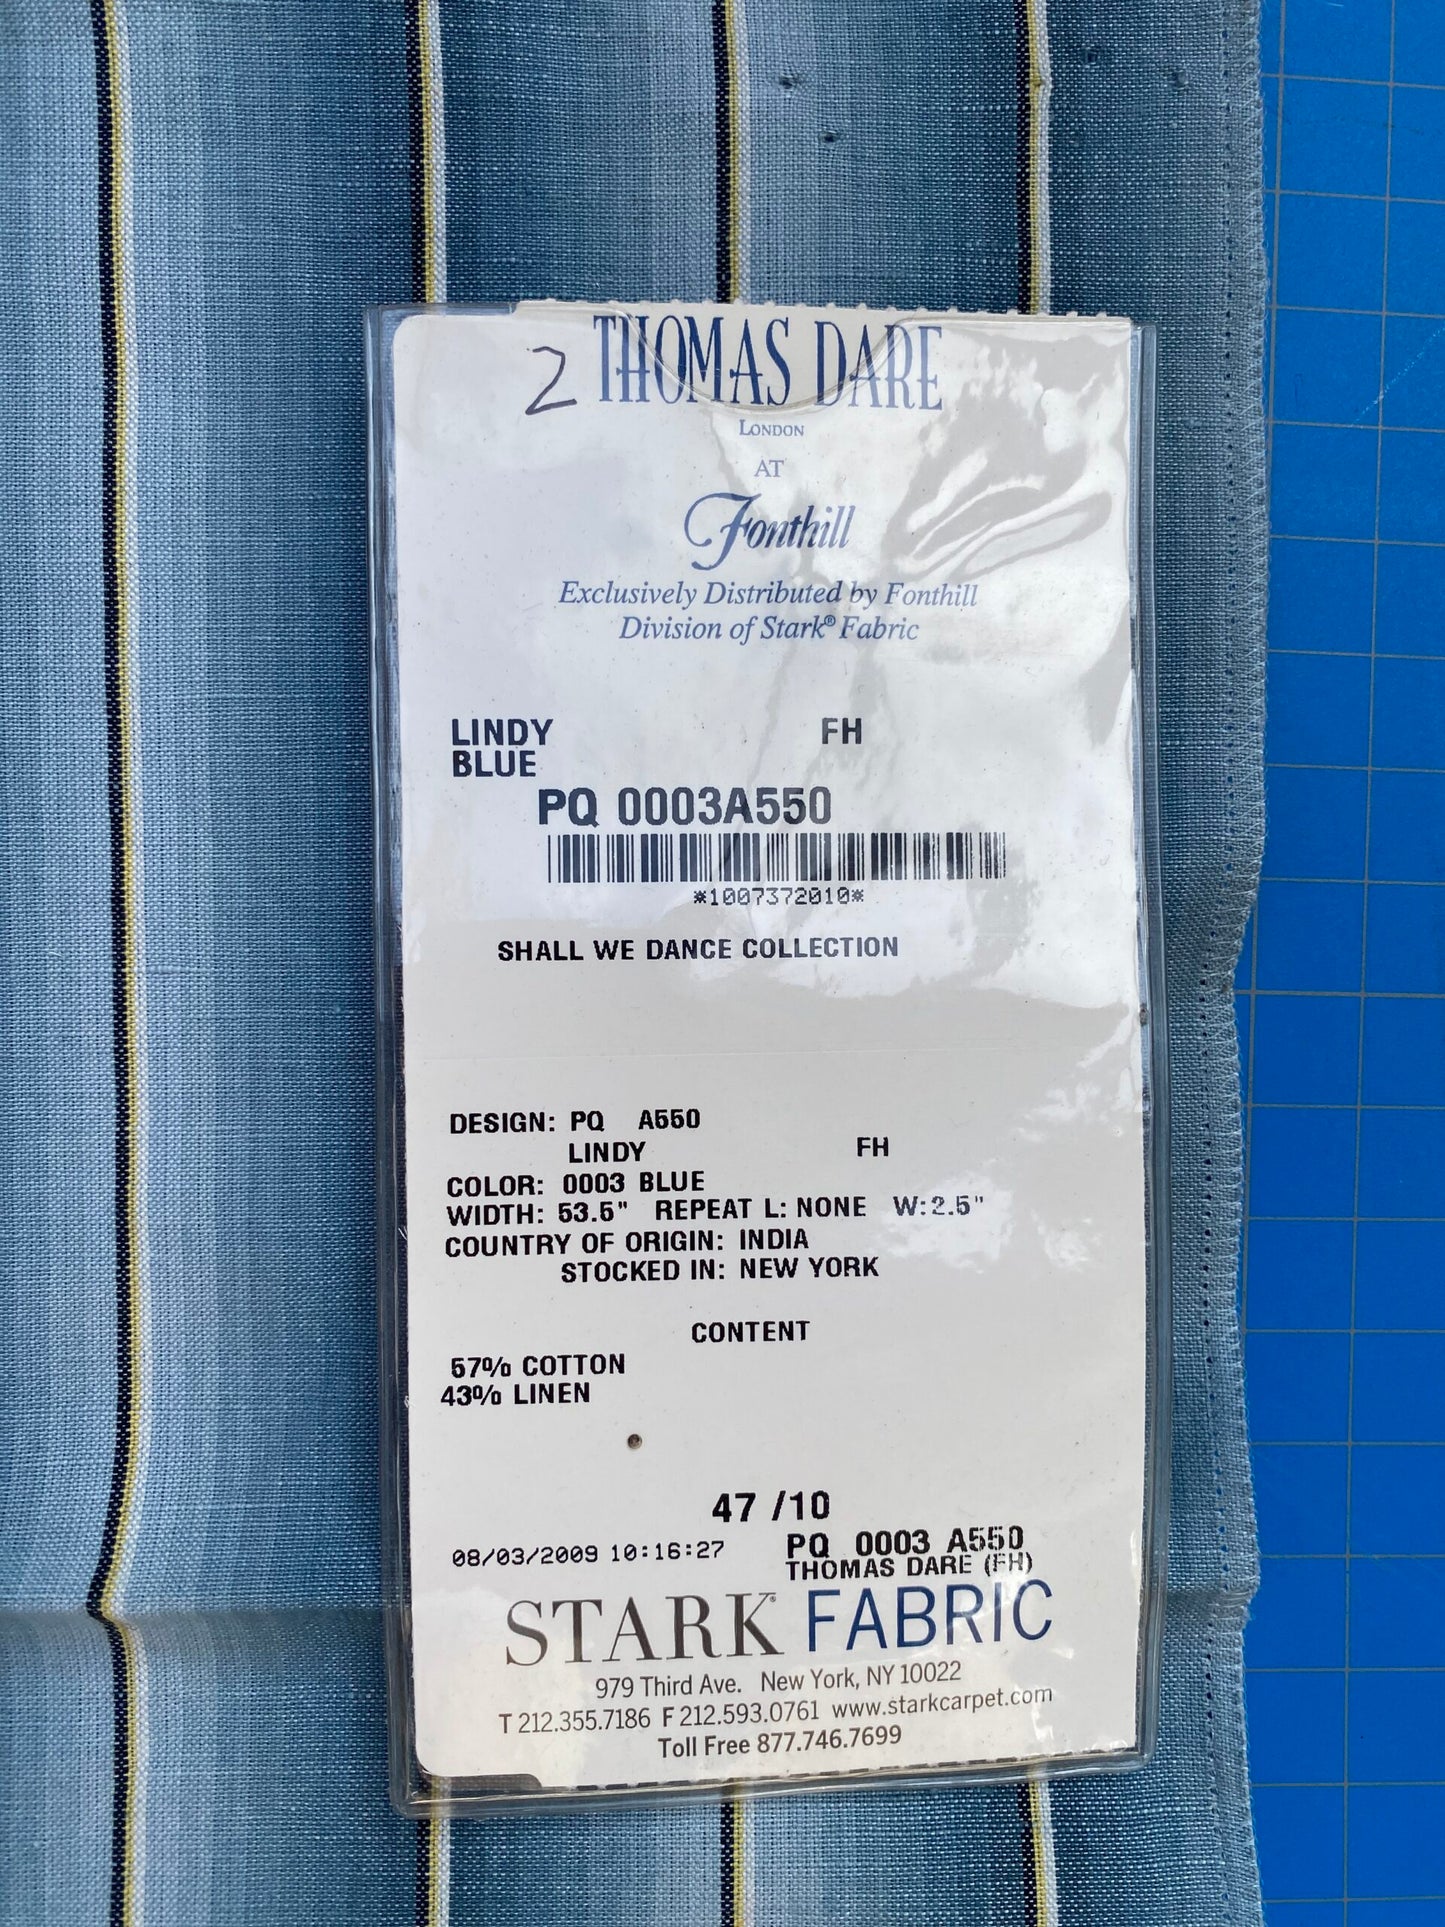 2 THOMAS DARE
LONDON
AT
Fonthill
Exclusively Distributed by Fonthill
Division of Stark® Fabric
LINDY FH
BLUE
PQ 0003A550
*1007372010*
SHALL WE DANCE COLLECTION
DESIGN: PQ A550
LINDY FH
COLOR: 0003 BLUE
WIDTH: 53.5" REPEAT L: NONE W:2.5"
COUNTRY OF ORIGIN: INDIA
STOCKED IN: NEW YORK
CONTENT
57% COTTON
43% LINEN
47 /10
08/03/2009 10:16:27 PQ 0003 A550
THOMAS DARE (FH)
STARK® FABRIC
979 Third Ave. New York, NY 10022
T 212.355.7186 F 212.593.0761 www.starkcarpet.com
Toll Free 877.746.7699